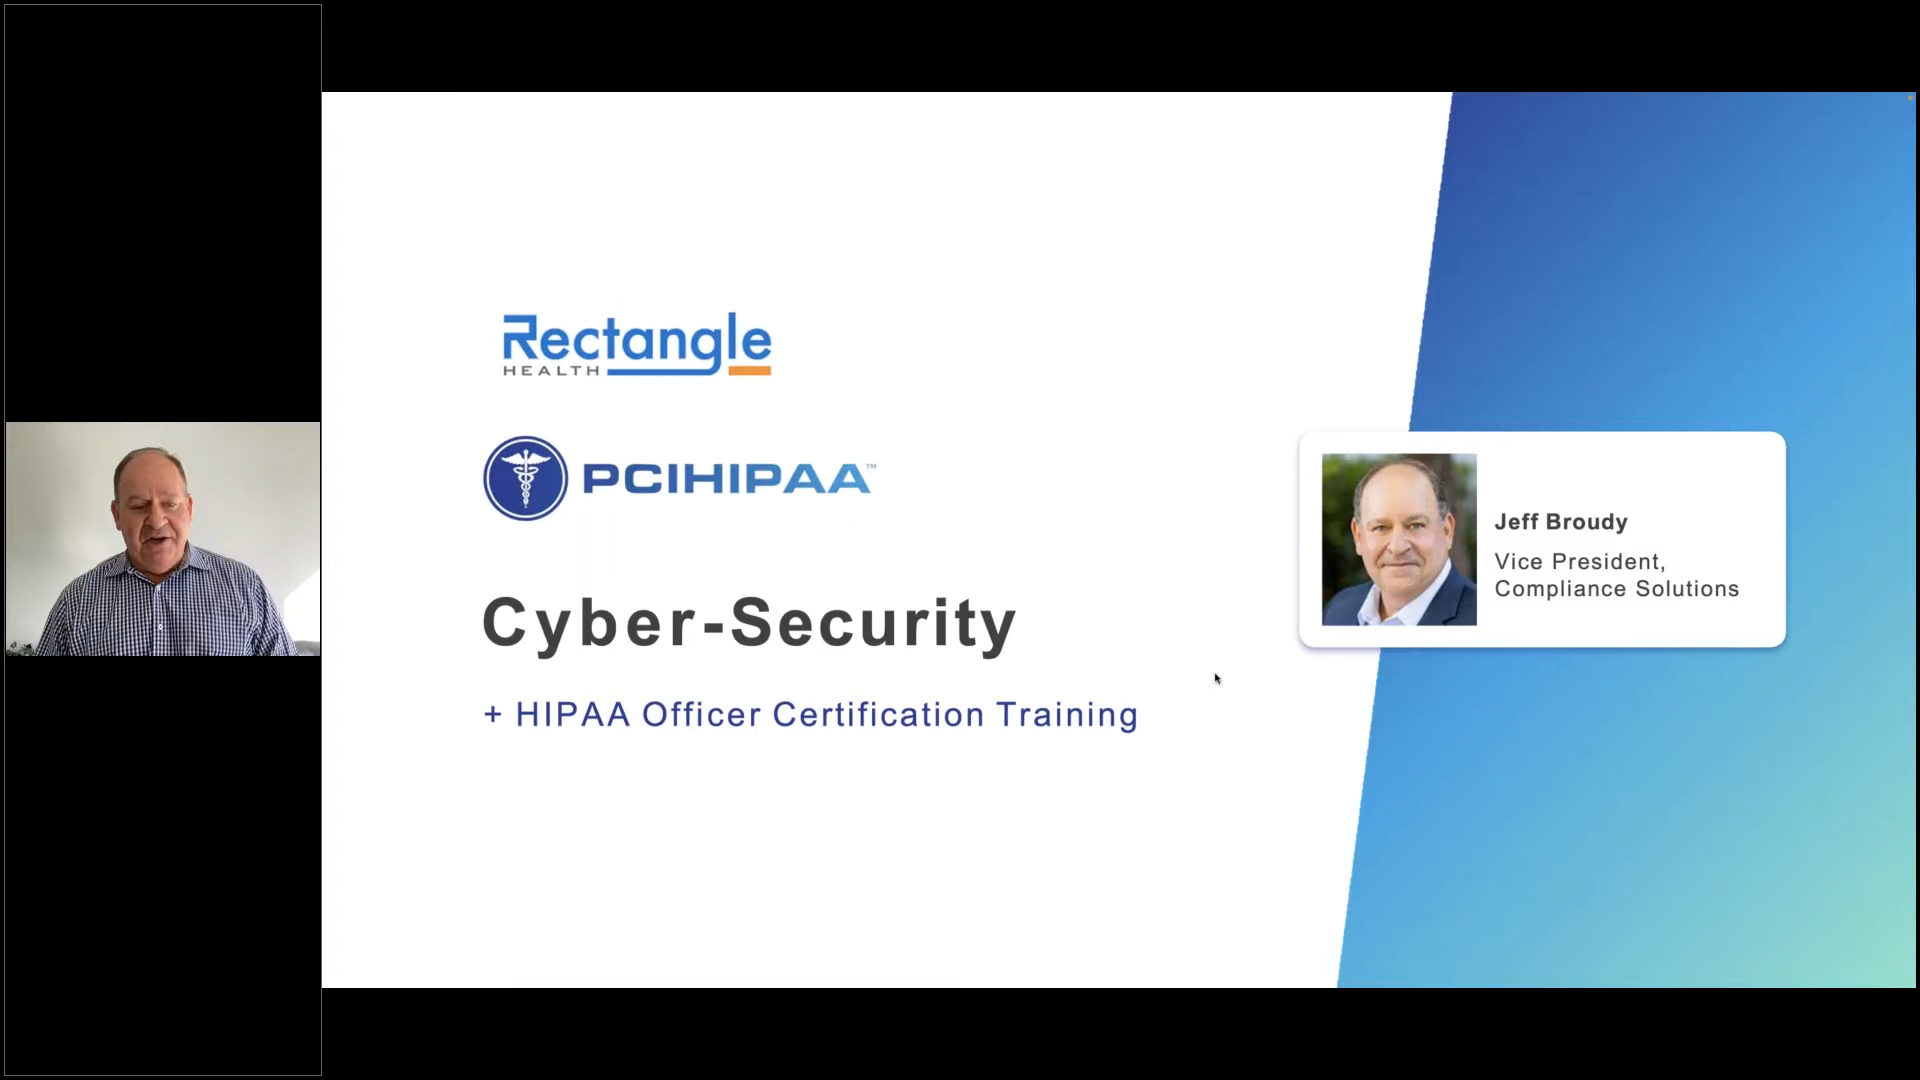 Rectangle
HEALTH
PCIHIPAA™
Cyber-Security
+ HIPAA Officer Certification Training
Jeff Broudy
Vice President,
Compliance Solutions